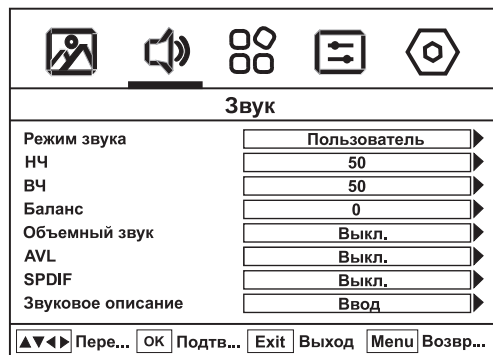 Звук
Режим звука Пользователь
НЧ 50
ВЧ 50
Баланс 0
Объемный звук Выкл.
AVL Выкл.
SPDIF Выкл.
Звуковое описание Ввод
Пере... OK Подтв... Exit Выход Menu Возвр...